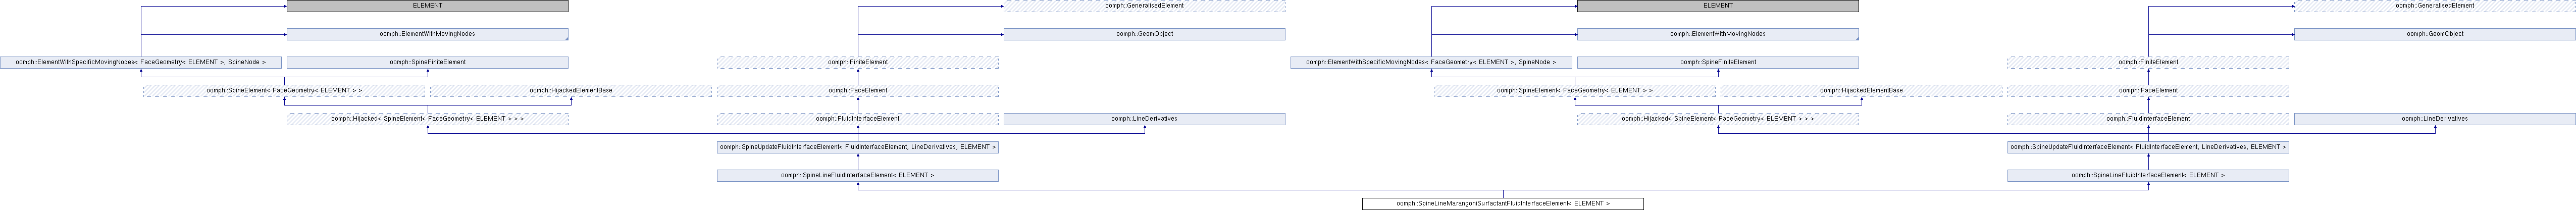 ELEMENT
oomph::GeneralisedElement
ELEMENT
oomph::GeneralisedElement
oomph::ElementWithMovingNodes
oomph::GeomObject
oomph::ElementWithMovingNodes
oomph::GeomObject
oomph::ElementWithSpecificMovingNodes< FaceGeometry< ELEMENT >, SpineNode >
oomph::SpineFiniteElement
oomph::FiniteElement
oomph::ElementWithSpecificMovingNodes< FaceGeometry< ELEMENT >, SpineNode >
oomph::SpineFiniteElement
oomph::FiniteElement
oomph::SpineElement< FaceGeometry< ELEMENT > >
oomph::HijackedElementBase
oomph::FaceElement
oomph::SpineElement< FaceGeometry< ELEMENT > >
oomph::HijackedElementBase
oomph::FaceElement
oomph::Hijacked< SpineElement< FaceGeometry< ELEMENT > > >
oomph::FluidInterfaceElement
oomph::LineDerivatives
oomph::Hijacked< SpineElement< FaceGeometry< ELEMENT > > >
oomph::FluidInterfaceElement
oomph::LineDerivatives
oomph::SpineUpdateFluidInterfaceElement< FluidInterfaceElement, LineDerivatives, ELEMENT >
oomph::SpineUpdateFluidInterfaceElement< FluidInterfaceElement, LineDerivatives, ELEMENT >
oomph::SpineLineFluidInterfaceElement< ELEMENT >
oomph::SpineLineFluidInterfaceElement< ELEMENT >
oomph::SpineLineMarangoniSurfactantFluidInterfaceElement< ELEMENT >